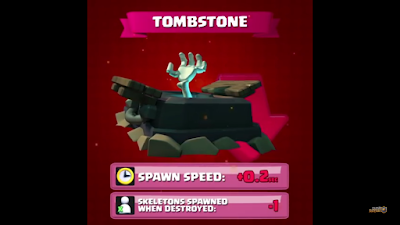 TOMBSTONE
SPAWN SPEED: +0.2...
SKELETONS SPAWNED
WHEN DESTROYED: -1